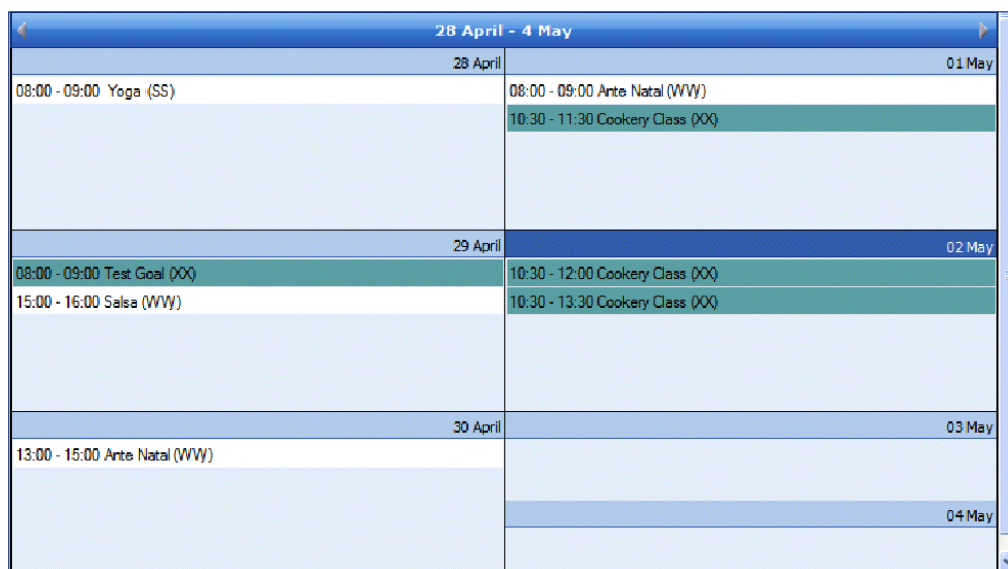 28 April - 4 May
28 April
08:00 - 09:00 Yoga (SS)
29 April
08:00 - 09:00 Test Goal (XX)
15:00 - 16:00 Salsa (WW)
30 April
13:00 - 15:00 Ante Natal (WW)
01 May
08:00 - 09:00 Ante Natal (WW)
10:30 - 11:30 Cookery Class (XX)
02 May
10:30 - 12:00 Cookery Class (XX)
10:30 - 13:30 Cookery Class (XX)
03 May
04 May